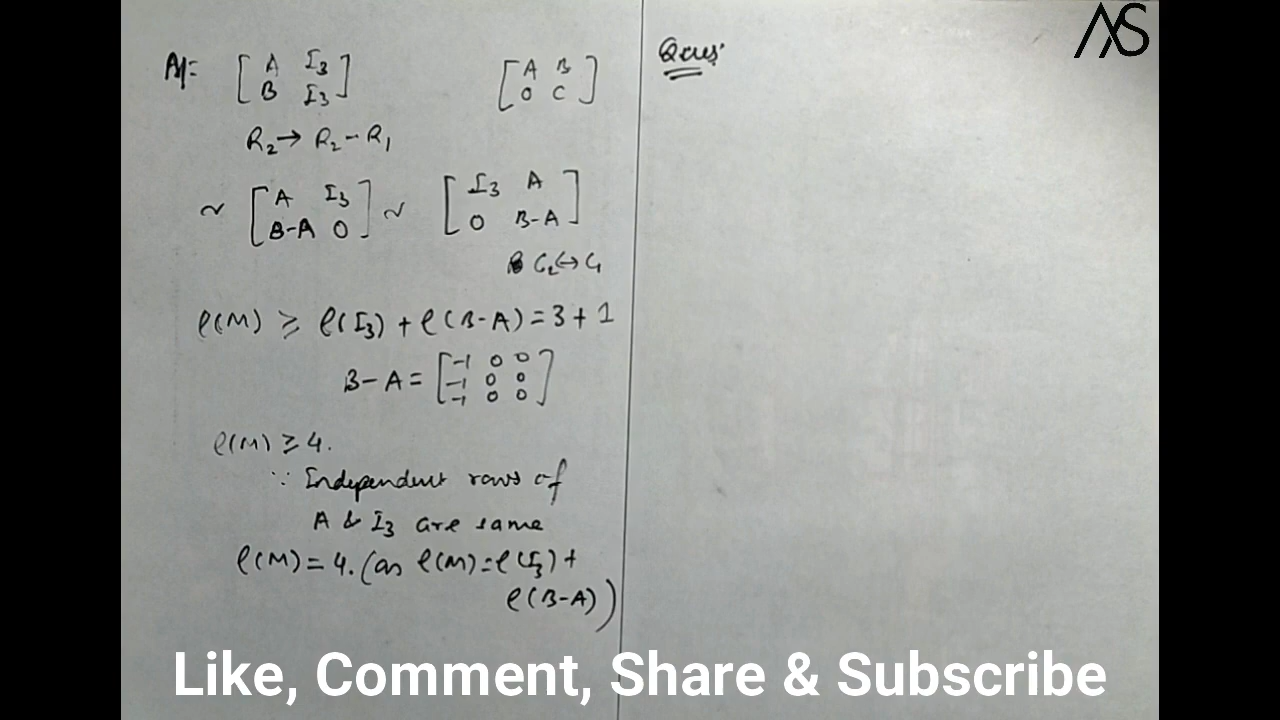 M= [ A I₃ ] [ A B ]
[ B I₃ ] [ 0 C ]
R₂ → R₂ - R₁
~ [ A I₃ ] ~ [ I₃ A ]
[ B-A 0 ] [ 0 B-A ]
C₂ ↔ C₁
ρ(M) ≥ ρ(I₃) + ρ(B-A) = 3 + 1
B - A = [ -1 0 0 ]
[ -1 0 0 ]
[ -1 0 0 ]
ρ(M) ≥ 4.
∵ Independent rows of
A & I₃ are same
ρ(M) = 4. (as ρ(M) = ρ(I₃) +
ρ(B-A))
Ques:
NS
Like, Comment, Share & Subscribe